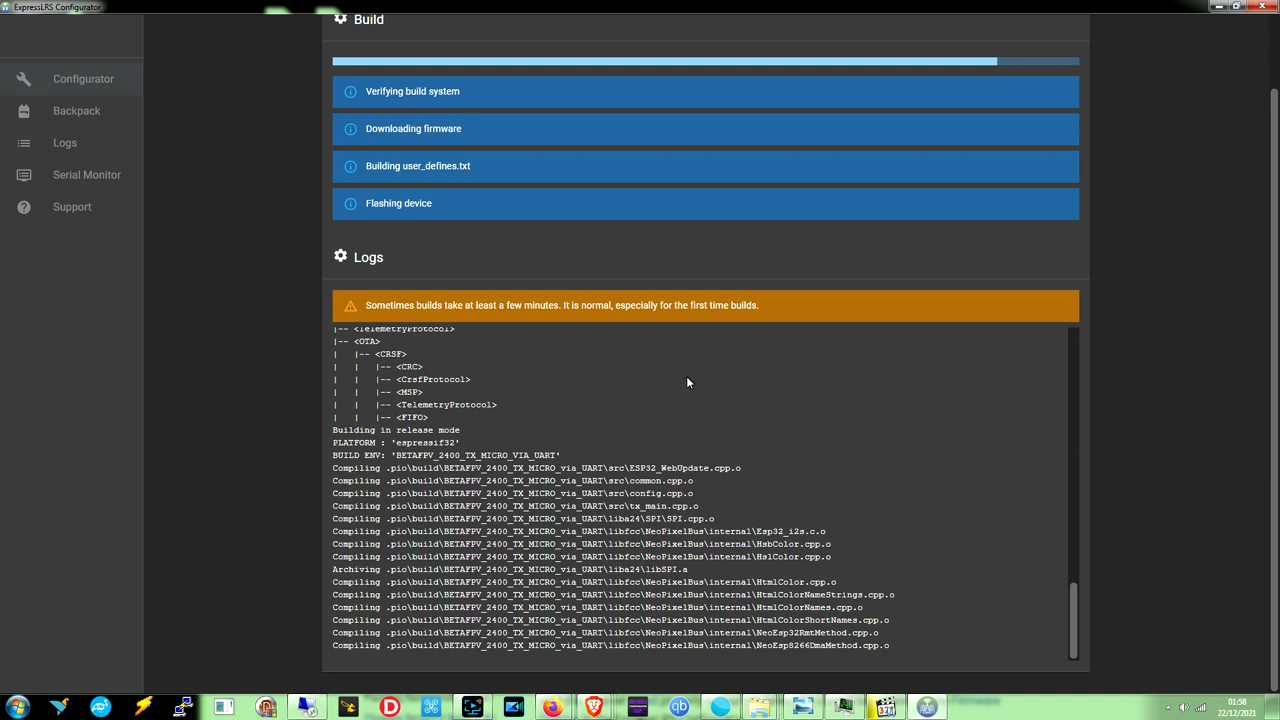 ExpressLRS Configurator
Configurator
Backpack
Logs
Serial Monitor
Support
Build
Verifying build system
Downloading firmware
Building user_defines.txt
Flashing device
Logs
Sometimes builds take at least a few minutes. It is normal, especially for the first time builds.
|-- <TelemetryProtocol>
|-- <OTA>
|   |-- <CRSF>
|   |   |-- <CRC>
|   |   |-- <CrsfProtocol>
|   |   |-- <MSP>
|   |   |-- <TelemetryProtocol>
|   |   |-- <FIFO>
Building in release mode
PLATFORM : 'espressif32'
BUILD ENV: 'BETAFPV_2400_TX_MICRO_VIA_UART'
Compiling .pio\build\BETAFPV_2400_TX_MICRO_via_UART\src\ESP32_WebUpdate.cpp.o
Compiling .pio\build\BETAFPV_2400_TX_MICRO_via_UART\src\common.cpp.o
Compiling .pio\build\BETAFPV_2400_TX_MICRO_via_UART\src\config.cpp.o
Compiling .pio\build\BETAFPV_2400_TX_MICRO_via_UART\src\tx_main.cpp.o
Compiling .pio\build\BETAFPV_2400_TX_MICRO_via_UART\liba24\SPI\SPI.cpp.o
Compiling .pio\build\BETAFPV_2400_TX_MICRO_via_UART\libfcc\NeoPixelBus\internal\Esp32_i2s.c.o
Compiling .pio\build\BETAFPV_2400_TX_MICRO_via_UART\libfcc\NeoPixelBus\internal\HsbColor.cpp.o
Compiling .pio\build\BETAFPV_2400_TX_MICRO_via_UART\libfcc\NeoPixelBus\internal\HslColor.cpp.o
Archiving .pio\build\BETAFPV_2400_TX_MICRO_via_UART\liba24\libSPI.a
Compiling .pio\build\BETAFPV_2400_TX_MICRO_via_UART\libfcc\NeoPixelBus\internal\HtmlColor.cpp.o
Compiling .pio\build\BETAFPV_2400_TX_MICRO_via_UART\libfcc\NeoPixelBus\internal\HtmlColorNameStrings.cpp.o
Compiling .pio\build\BETAFPV_2400_TX_MICRO_via_UART\libfcc\NeoPixelBus\internal\HtmlColorNames.cpp.o
Compiling .pio\build\BETAFPV_2400_TX_MICRO_via_UART\libfcc\NeoPixelBus\internal\HtmlColorShortNames.cpp.o
Compiling .pio\build\BETAFPV_2400_TX_MICRO_via_UART\libfcc\NeoPixelBus\internal\NeoEsp32RmtMethod.cpp.o
Compiling .pio\build\BETAFPV_2400_TX_MICRO_via_UART\libfcc\NeoPixelBus\internal\NeoEsp8266DmaMethod.cpp.o
01:58
22/12/2021